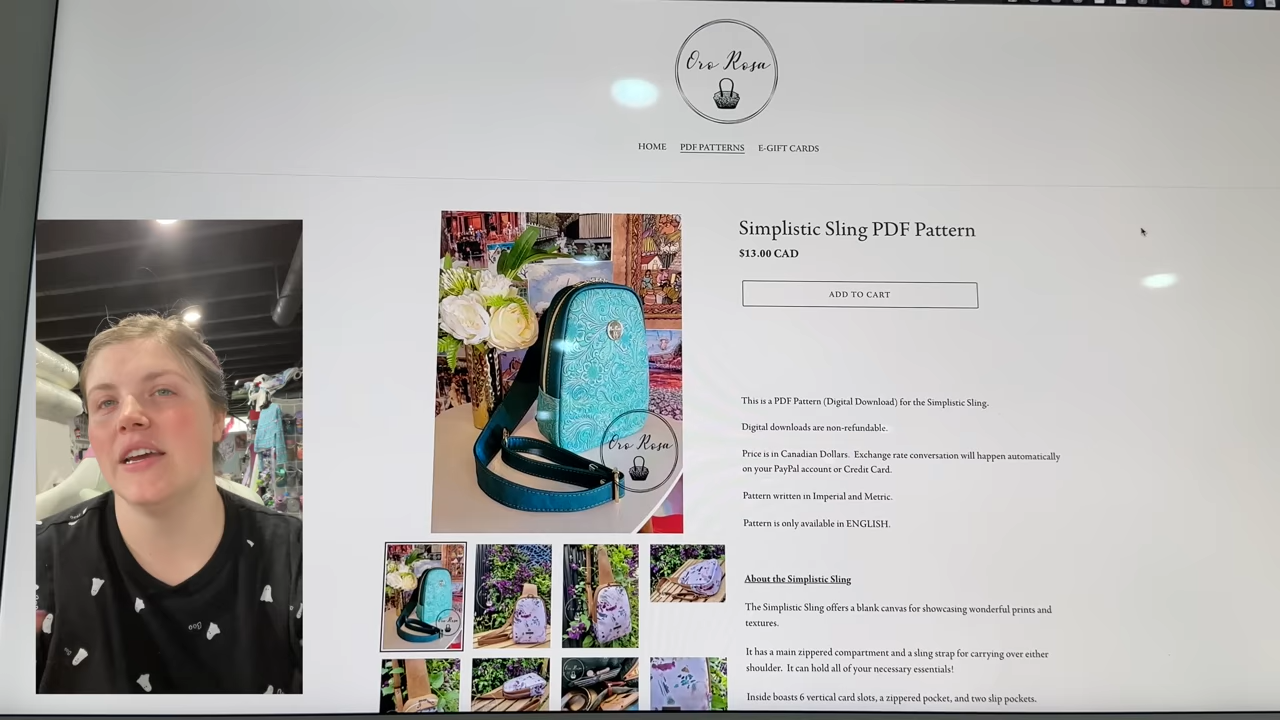 Oro Rosa
HOME PDF PATTERNS E-GIFT CARDS
Simplistic Sling PDF Pattern
$13.00 CAD
ADD TO CART
Oro Rosa
This is a PDF Pattern (Digital Download) for the Simplistic Sling.
Digital downloads are non-refundable.
Price is in Canadian Dollars. Exchange rate conversation will happen automatically
on your PayPal account or Credit Card.
Pattern written in Imperial and Metric.
Pattern is only available in ENGLISH.
About the Simplistic Sling
The Simplistic Sling offers a blank canvas for showcasing wonderful prints and
textures.
It has a main zippered compartment and a sling strap for carrying over either
shoulder. It can hold all of your necessary essentials!
Inside boasts 6 vertical card slots, a zippered pocket, and two slip pockets.